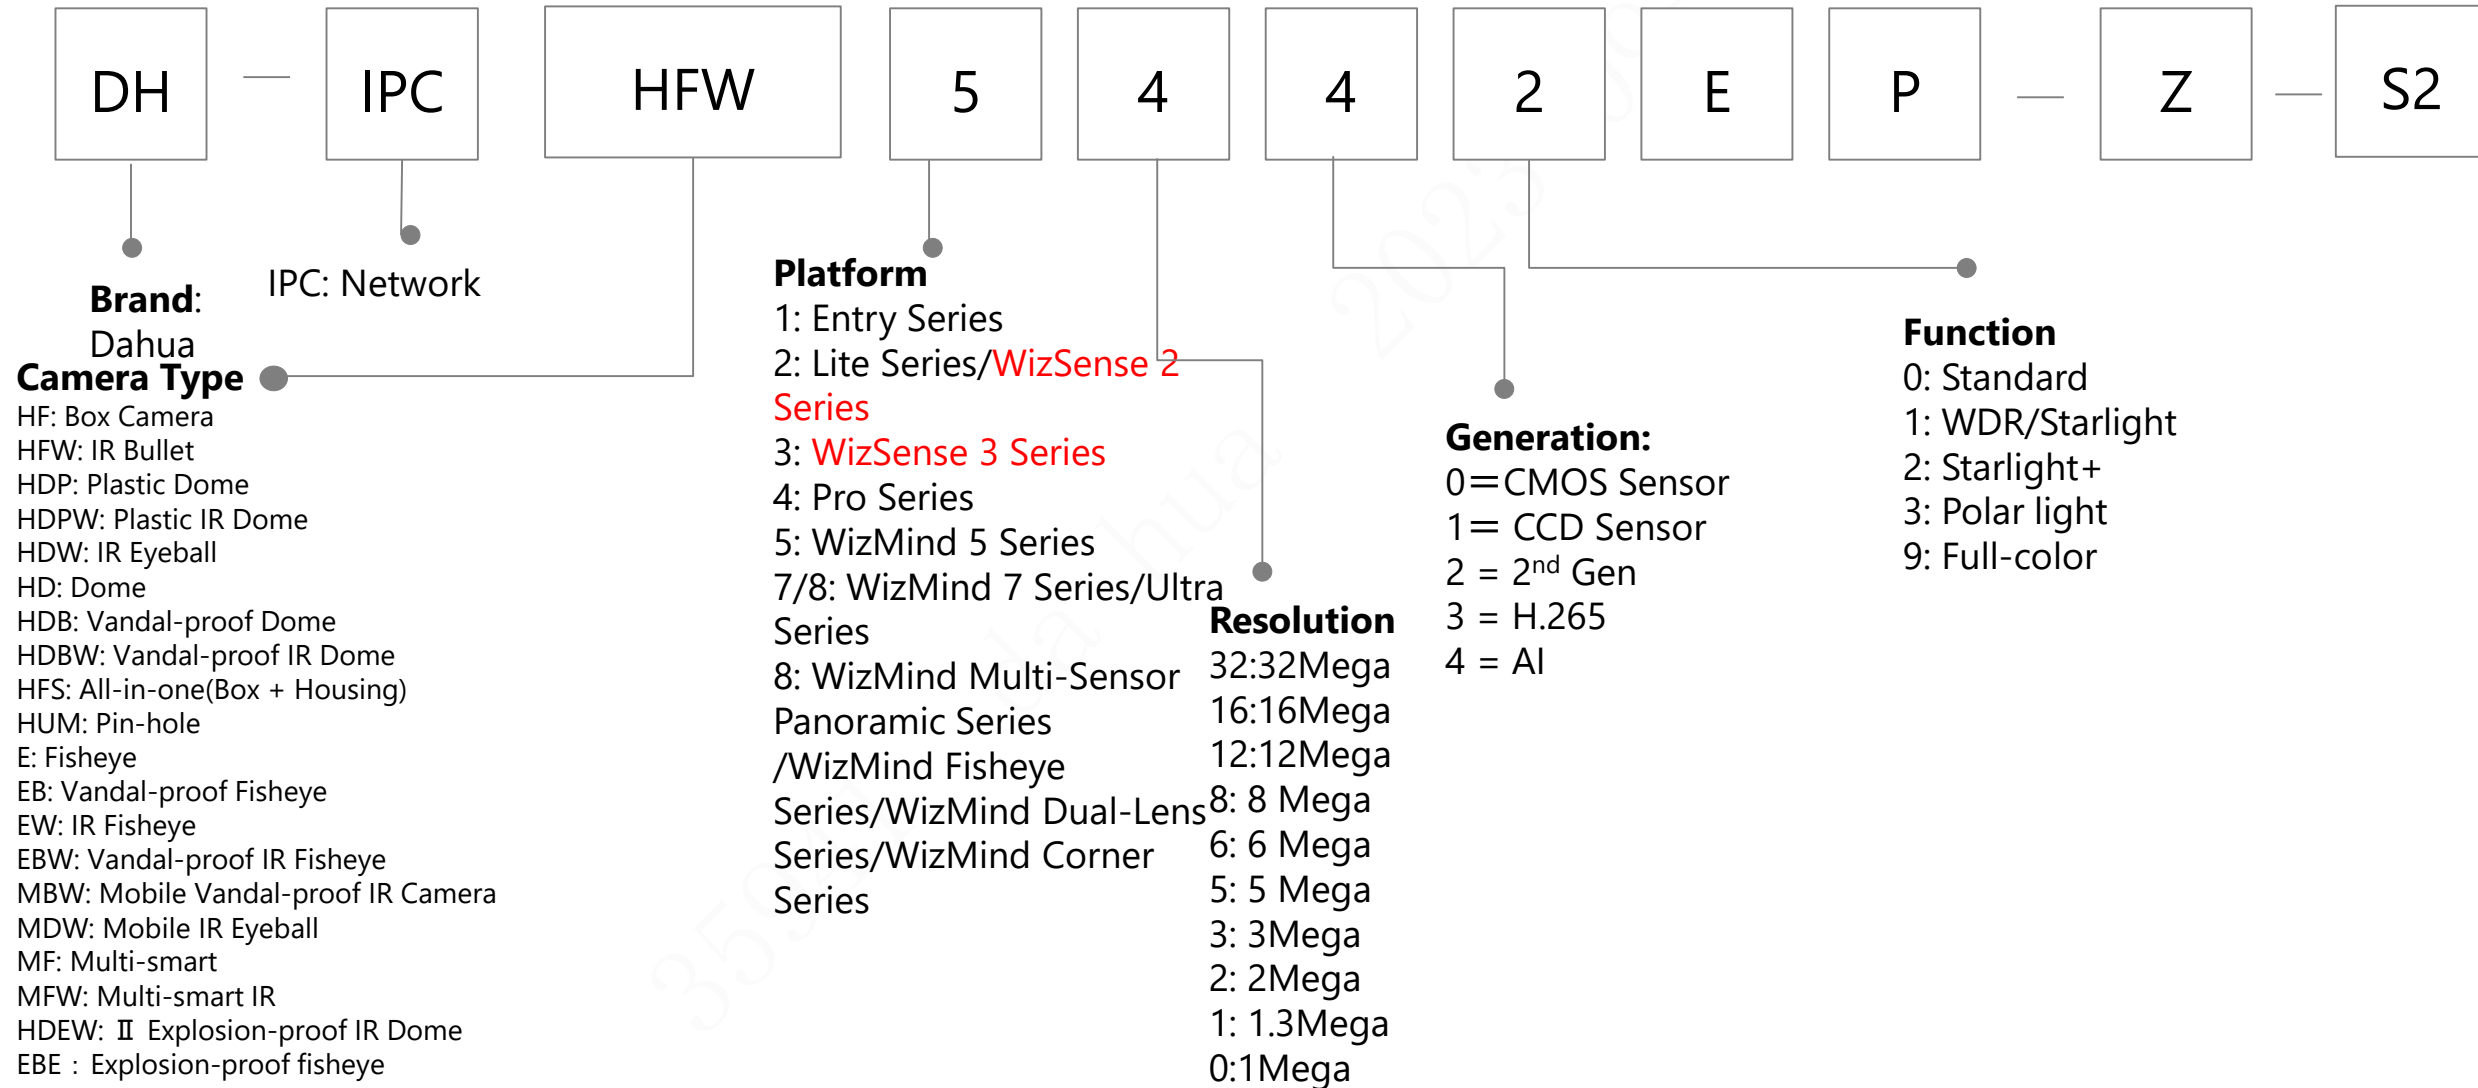 DH — IPC HFW 5 4 4 2 E P — Z — S2
Brand:
Dahua
IPC: Network
Camera Type
HF: Box Camera
HFW: IR Bullet
HDP: Plastic Dome
HDPW: Plastic IR Dome
HDW: IR Eyeball
HD: Dome
HDB: Vandal-proof Dome
HDBW: Vandal-proof IR Dome
HFS: All-in-one(Box + Housing)
HUM: Pin-hole
E: Fisheye
EB: Vandal-proof Fisheye
EW: IR Fisheye
EBW: Vandal-proof IR Fisheye
MBW: Mobile Vandal-proof IR Camera
MDW: Mobile IR Eyeball
MF: Multi-smart
MFW: Multi-smart IR
HDEW: Ⅱ Explosion-proof IR Dome
EBE：Explosion-proof fisheye
Platform
1: Entry Series
2: Lite Series/WizSense 2
Series
3: WizSense 3 Series
4: Pro Series
5: WizMind 5 Series
7/8: WizMind 7 Series/Ultra
Series
8: WizMind Multi-Sensor
Panoramic Series
/WizMind Fisheye
Series/WizMind Dual-Lens
Series/WizMind Corner
Series
Resolution
32:32Mega
16:16Mega
12:12Mega
8: 8 Mega
6: 6 Mega
5: 5 Mega
3: 3Mega
2: 2Mega
1: 1.3Mega
0:1Mega
Generation:
0＝CMOS Sensor
1＝ CCD Sensor
2 = 2nd Gen
3 = H.265
4 = AI
Function
0: Standard
1: WDR/Starlight
2: Starlight+
3: Polar light
9: Full-color